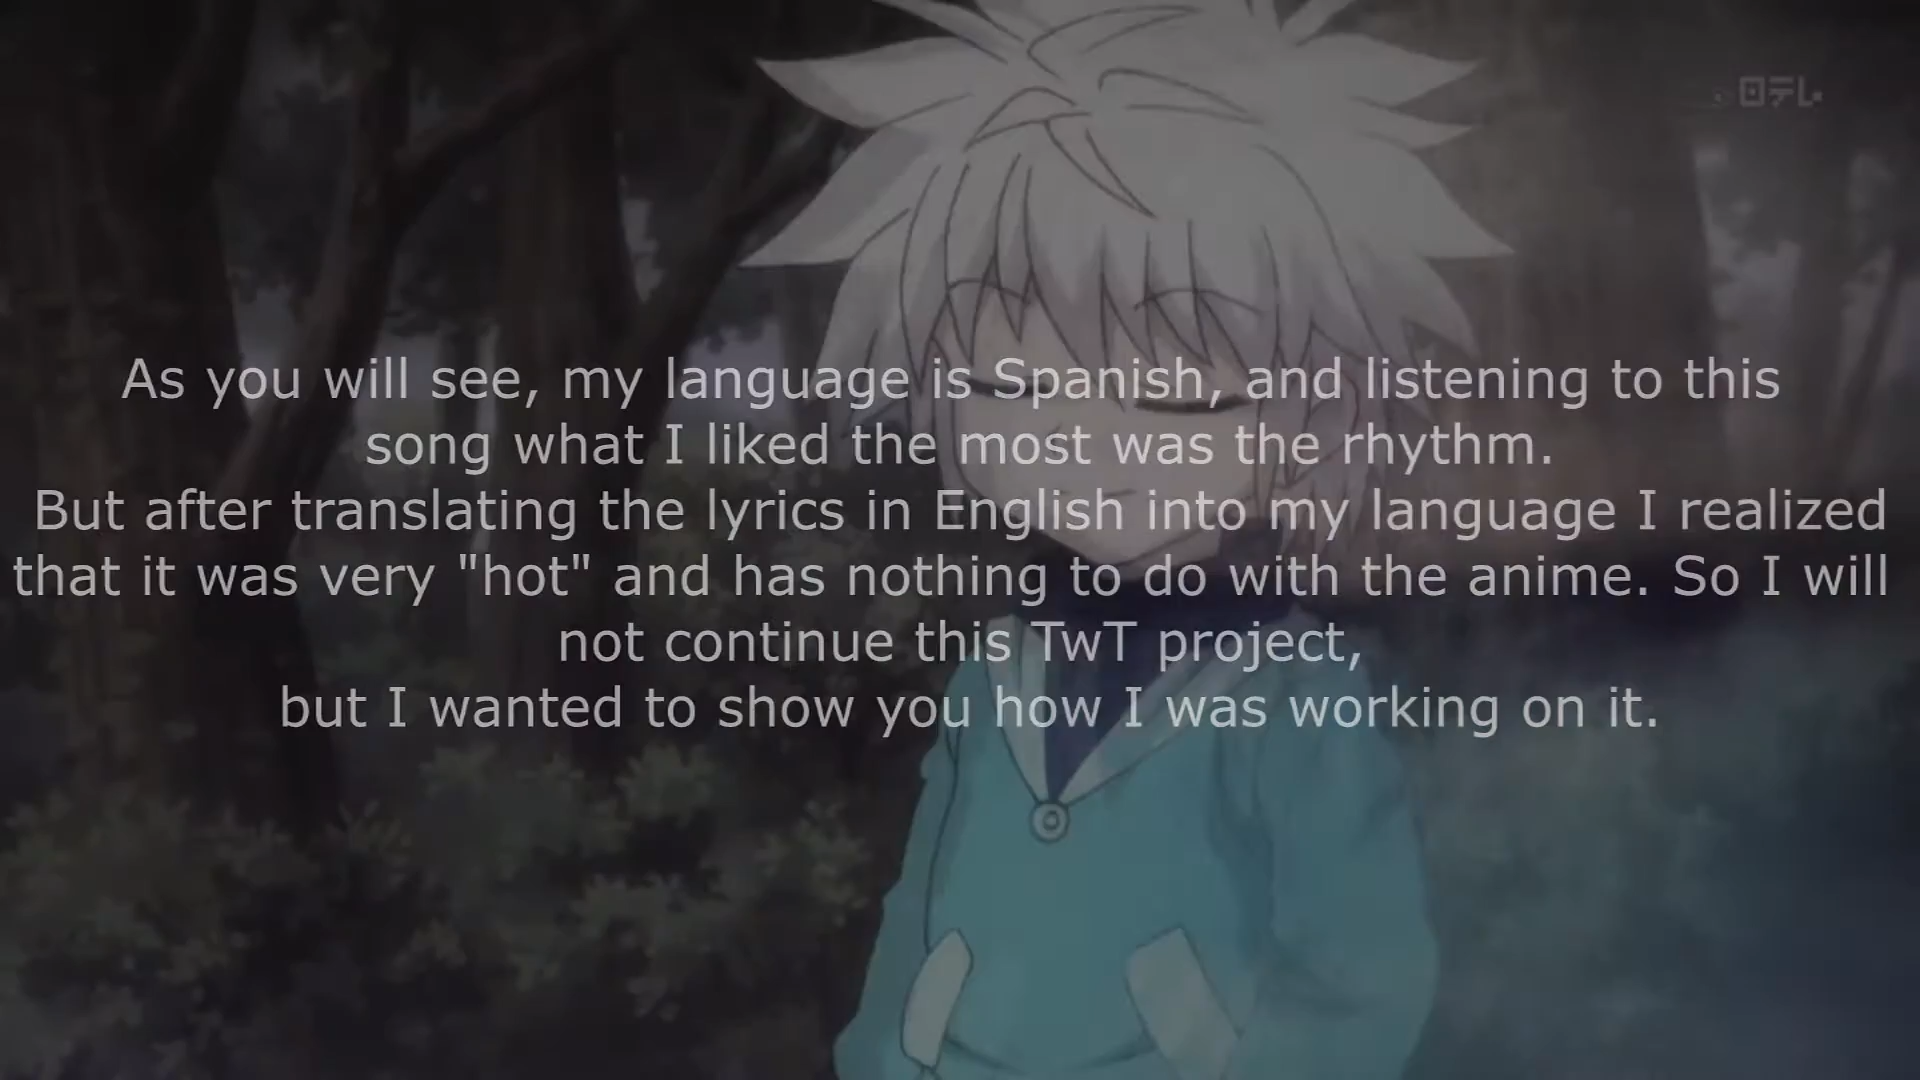 日テレ
As you will see, my language is Spanish, and listening to this
song what I liked the most was the rhythm.
But after translating the lyrics in English into my language I realized
that it was very "hot" and has nothing to do with the anime. So I will
not continue this TwT project,
but I wanted to show you how I was working on it.